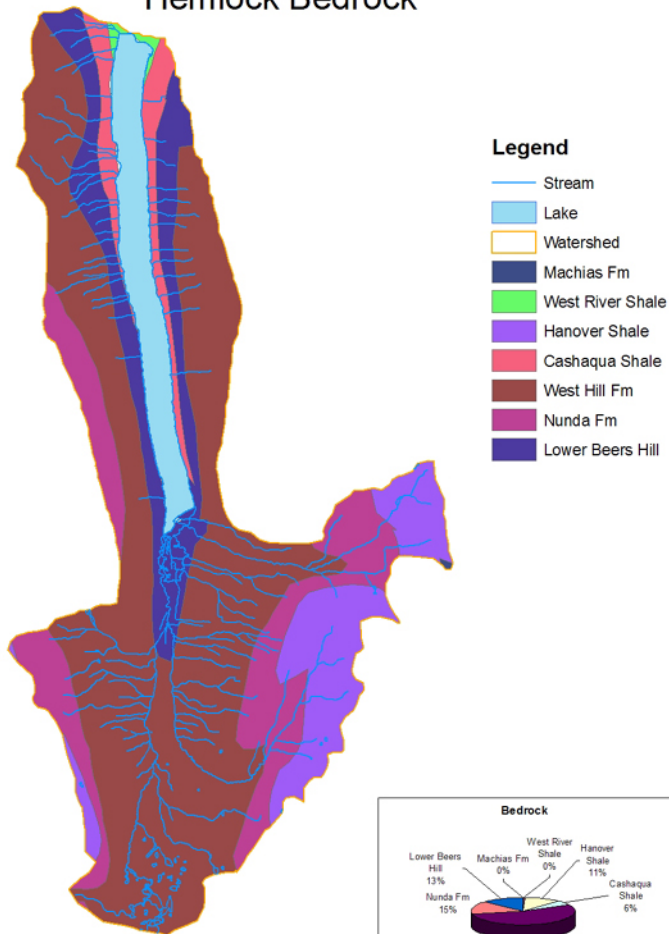 Hemlock Bedrock
Legend
Stream
Lake
Watershed
Machias Fm
West River Shale
Hanover Shale
Cashaqua Shale
West Hill Fm
Nunda Fm
Lower Beers Hill
Bedrock
Lower Beers
Hill
13%
Machias Fm
0%
West River
Shale
0%
Hanover
Shale
11%
Cashaqua
Shale
6%
Nunda Fm
15%